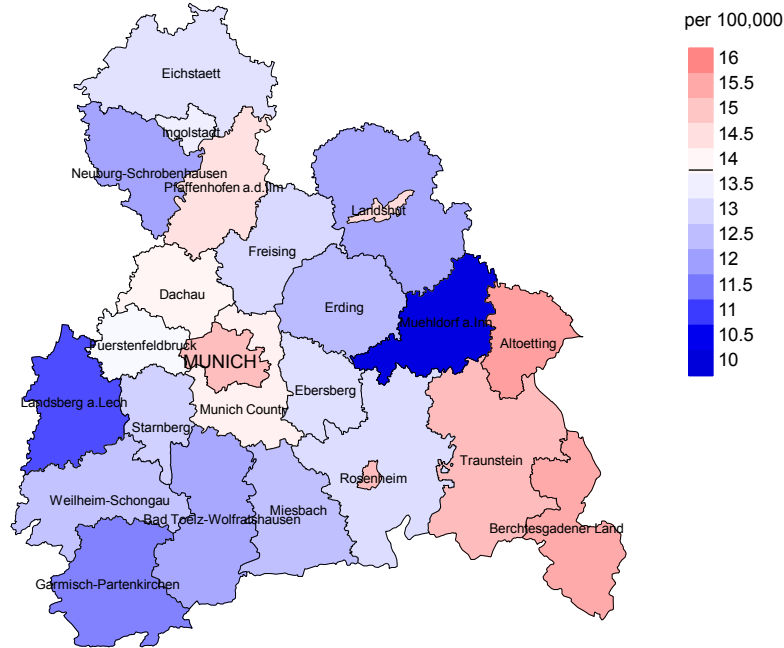 per 100,000
16
15.5
15
14.5
14
13.5
13
12.5
12
11
10.5
10
Eichstaett
Ingolstadt
Neuburg-Schrobenhausen
Pfaffenhofen a.d.Ilm
Landshut
Freising
Dachau
Erding
Muehldorf a.Inn
Altoetting
Fuerstenfeldbruck
MUNICH
Ebersberg
Landsberg a.Lech
Munich County
Starnberg
Traunstein
Rosenheim
Weilheim-Schongau
Miesbach
Bad Toelz-Wolfratshausen
Berchtesgadener Land
Garmisch-Partenkirchen